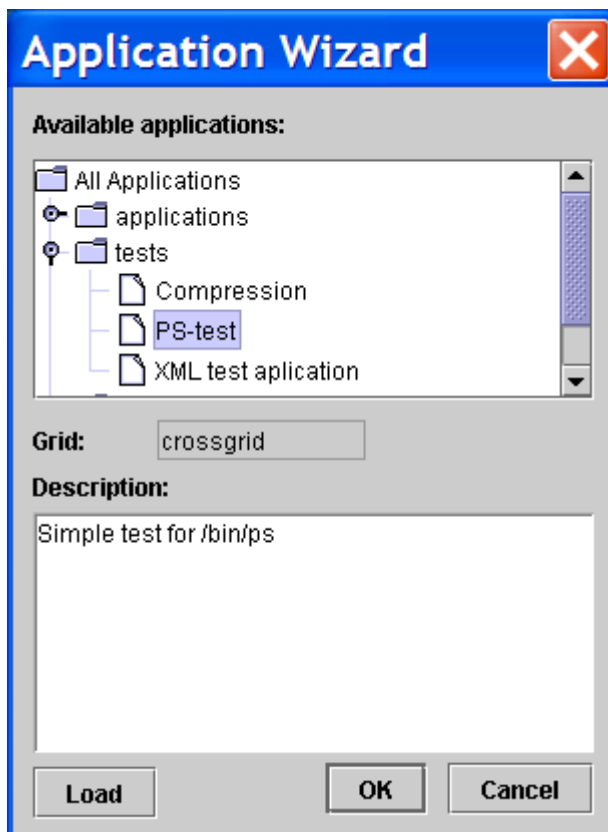 Application Wizard
Available applications:
All Applications
applications
tests
Compression
PS-test
XML test aplication
Grid: crossgrid
Description:
Simple test for /bin/ps
Load OK Cancel